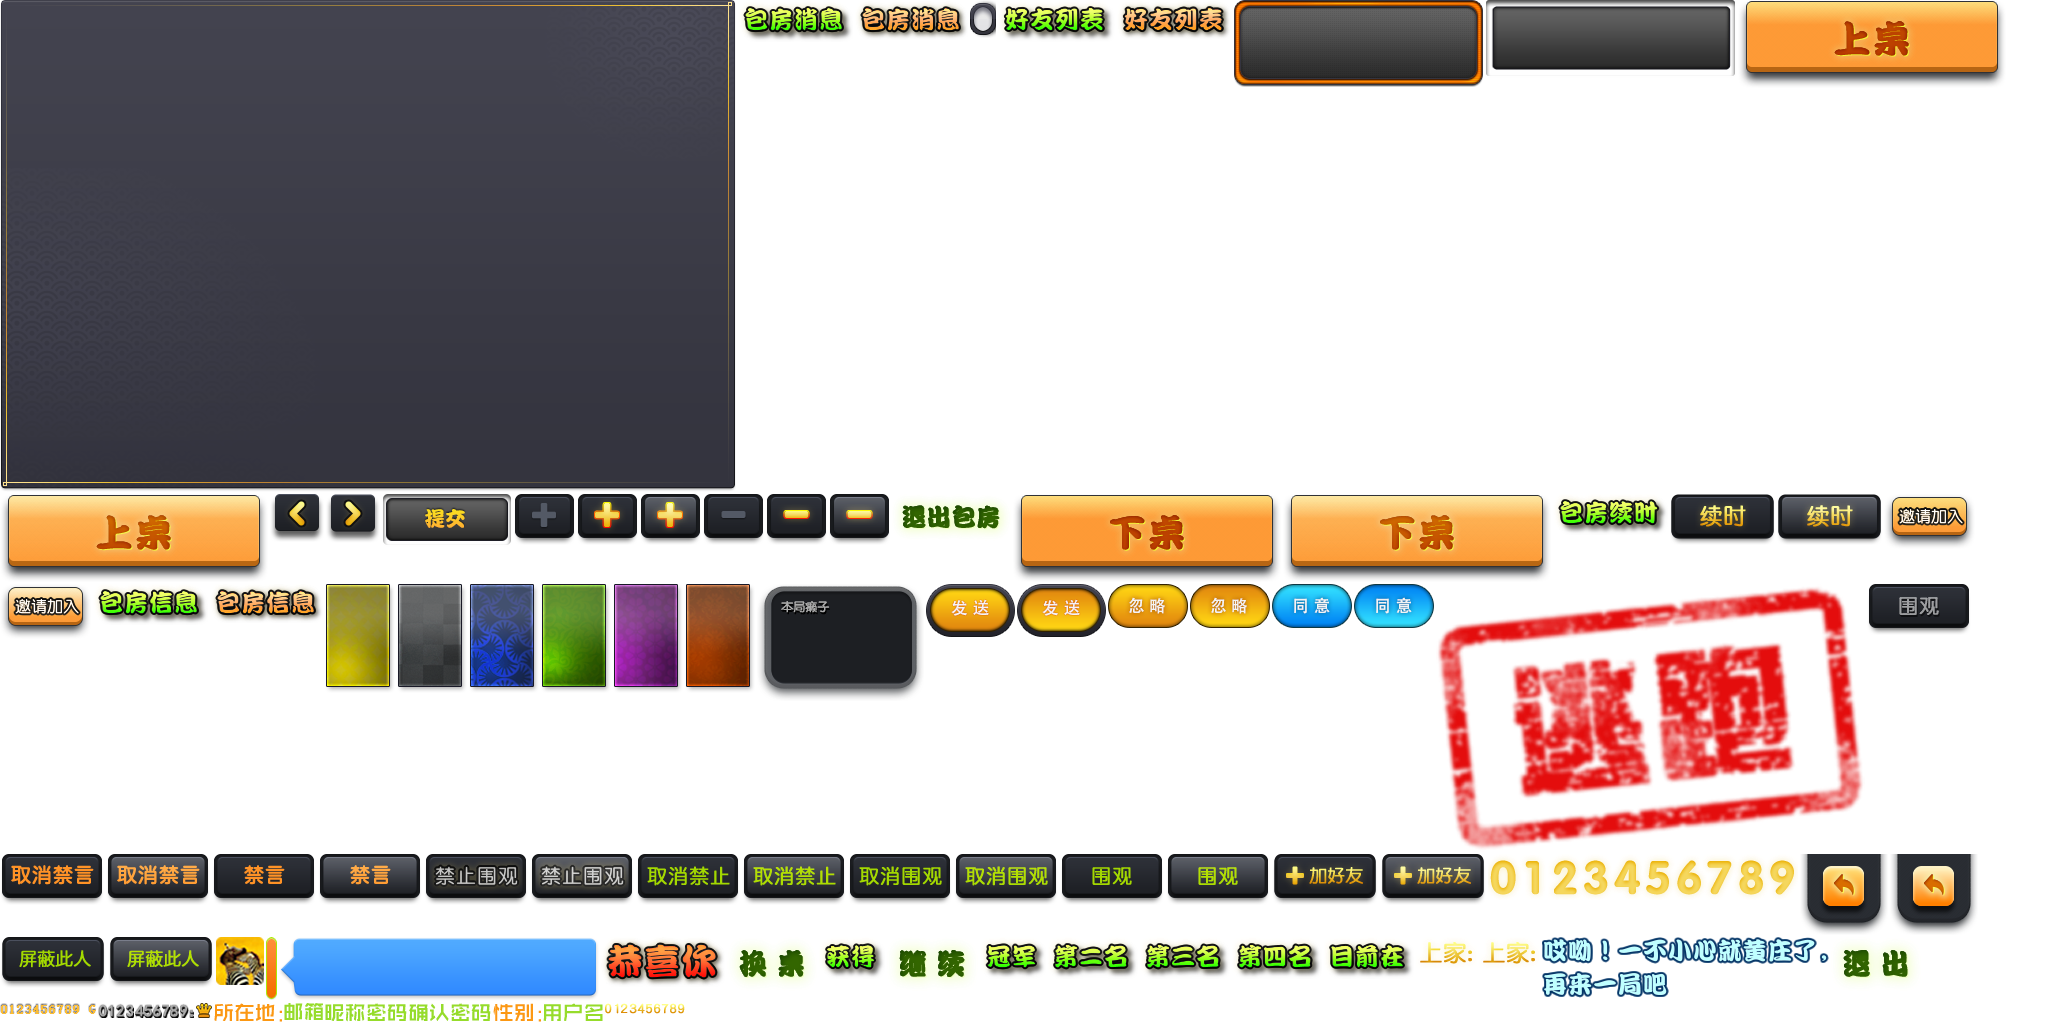 包房消息 包房消息 好友列表 好友列表 上桌
上桌 提交 退出包房 下桌 下桌 包房续时 续时 续时 邀请加入
邀请加入 包房信息 包房信息 本局癞子 发送 发送 忽略 忽略 同意 同意 围观
逃跑
取消禁言 取消禁言 禁言 禁言 禁止围观 禁止围观 取消禁止 取消禁止 取消围观 取消围观 围观 围观 加好友 加好友 0123456789
屏蔽此人 屏蔽此人 恭喜你 换桌 获得 继续 冠军 第二名 第三名 第四名 目前在 上家: 上家: 哎呦！一不小心就黄庄了，
再来一局吧 退出
0123456789 G 0123456789: 所在地:邮箱昵称密码确认密码性别:用户名0123456789